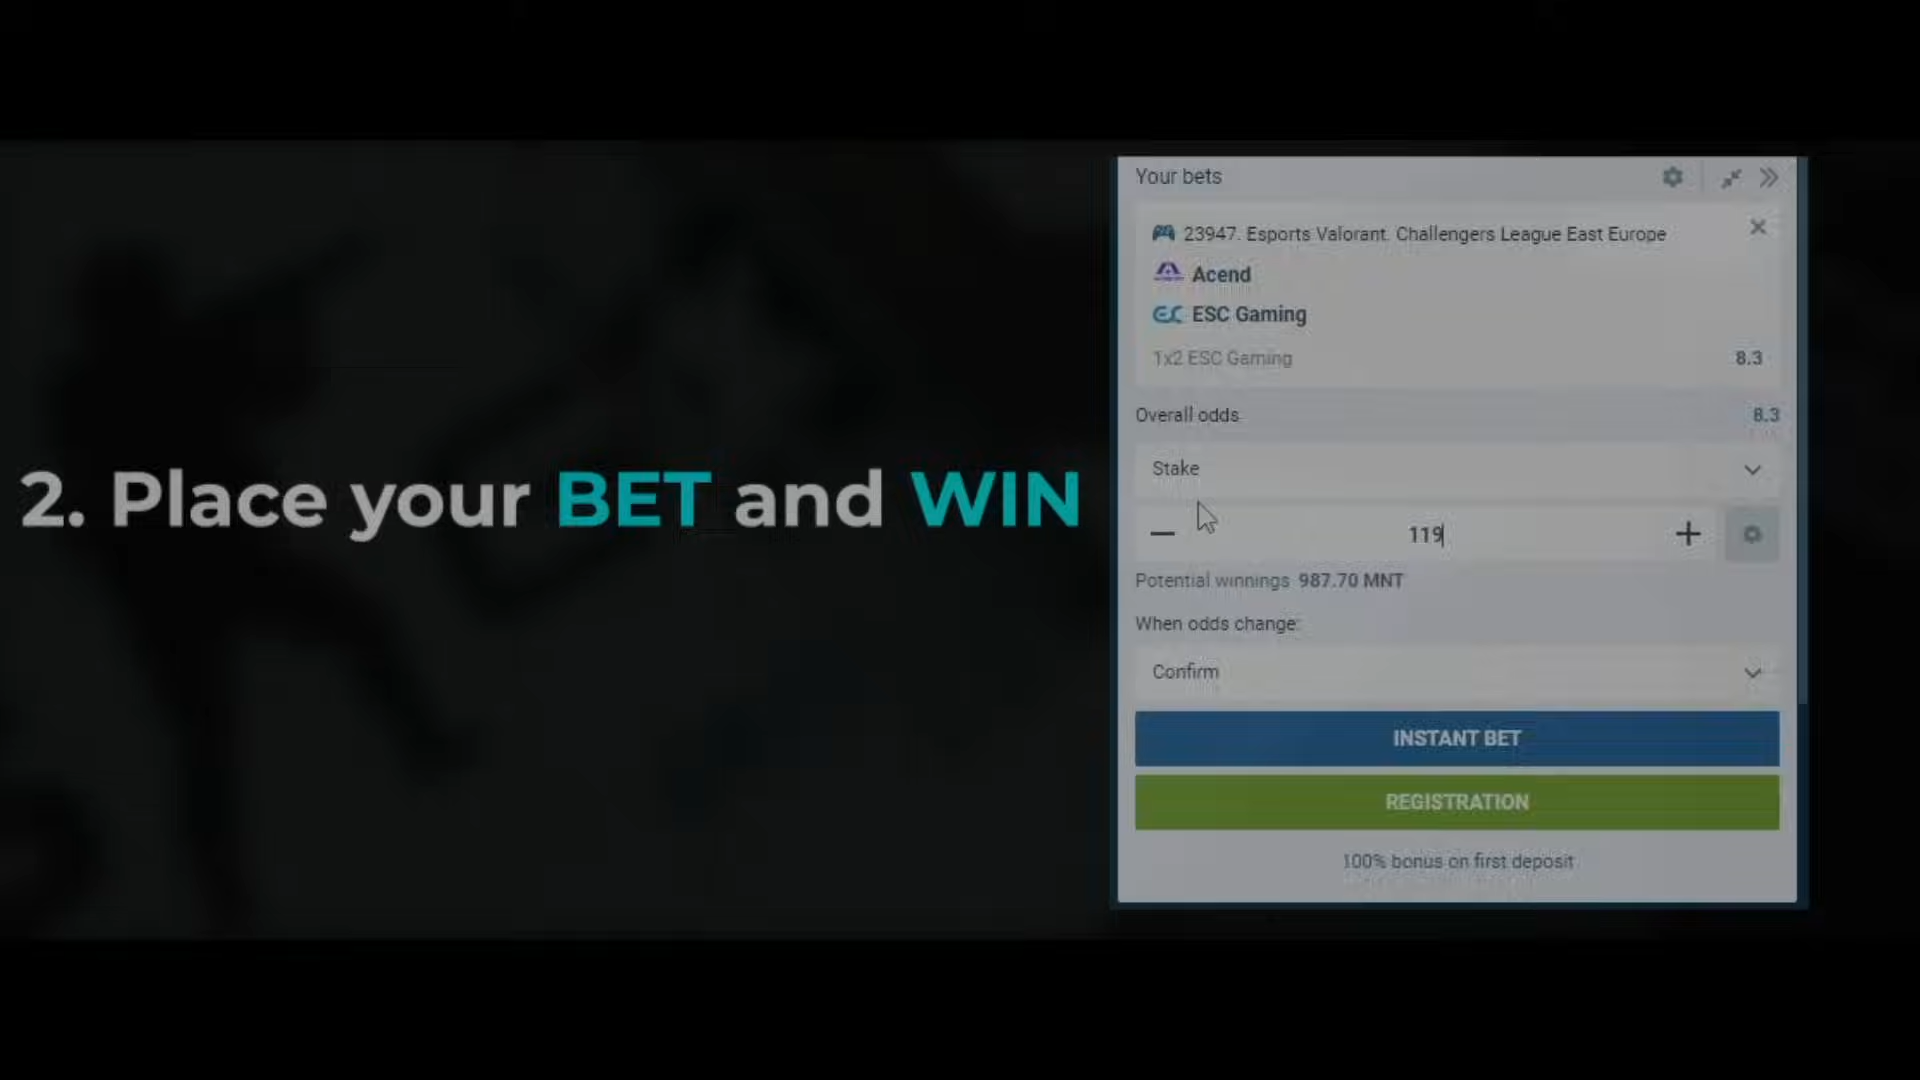 2. Place your BET and WIN
Your bets
23947. Esports Valorant. Challengers League East Europe
Acend
ESC Gaming
1x2 ESC Gaming 8.3
Overall odds 8.3
Stake
119
Potential winnings 987.70 MNT
When odds change:
Confirm
INSTANT BET
REGISTRATION
100% bonus on first deposit